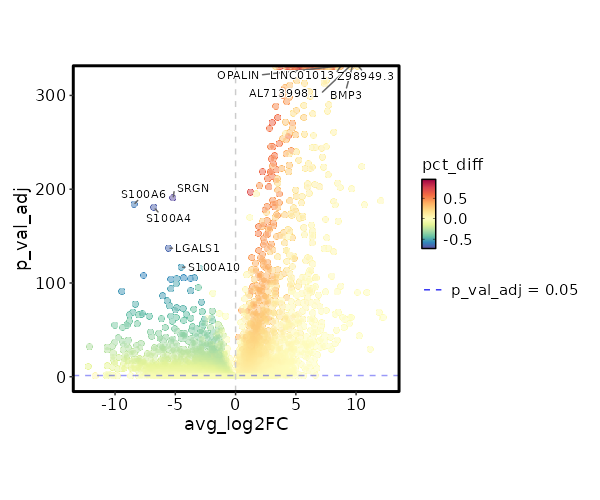 OPALIN LINC01013 Z98949.3
AL713998.1 BMP3
300
200
100
0
p_val_adj
S100A6 SRGN
S100A4
LGALS1
S100A10
-10 -5 0 5 10
avg_log2FC
pct_diff
0.5
0.0
-0.5
p_val_adj = 0.05